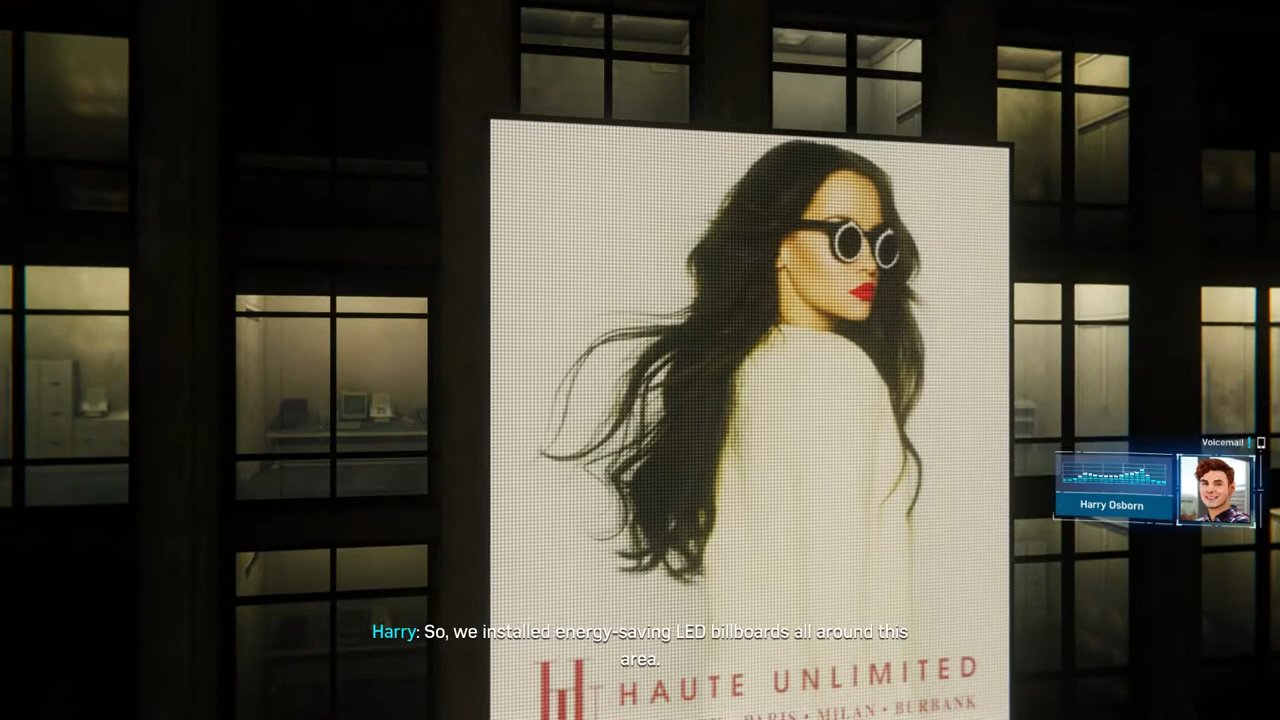 Voicemail
Harry Osborn
Harry: So, we installed energy-saving LED billboards all around this
area.
HAUTE UNLIMITED
PARIS • MILAN • BURBANK